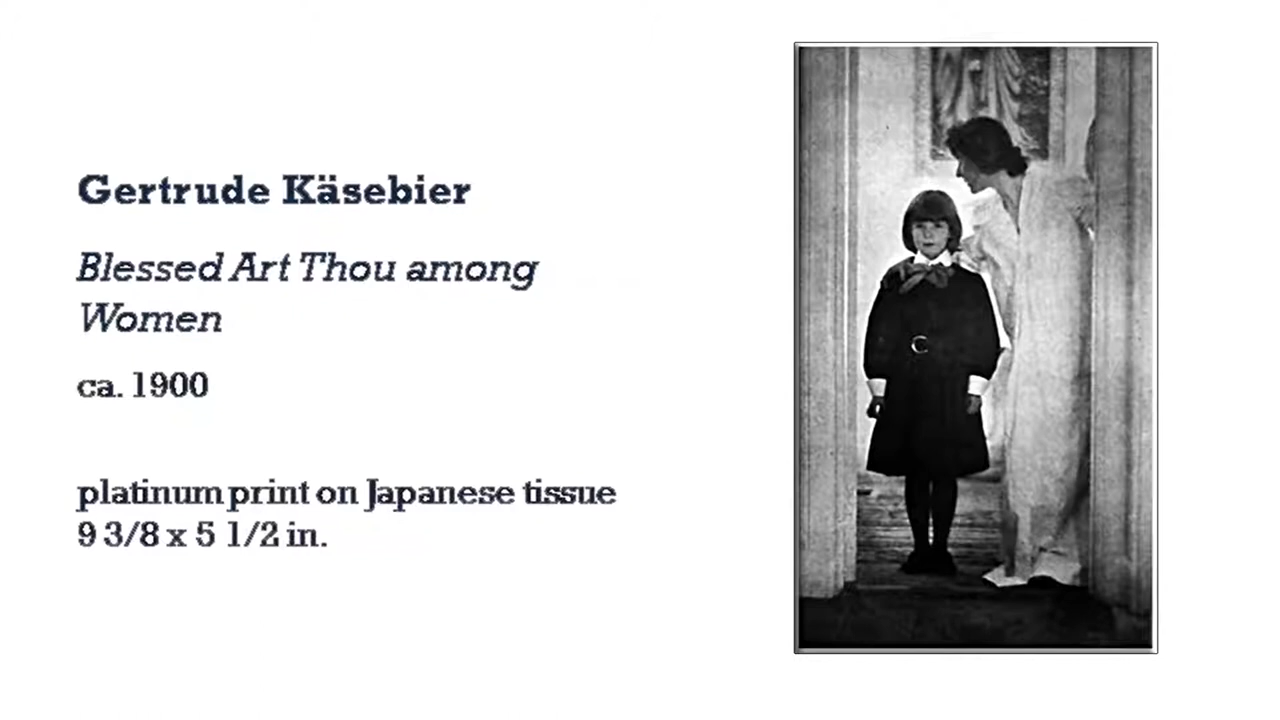 Gertrude Käsebier
Blessed Art Thou among
Women
ca. 1900
platinum print on Japanese tissue
9 3/8 x 5 1/2 in.